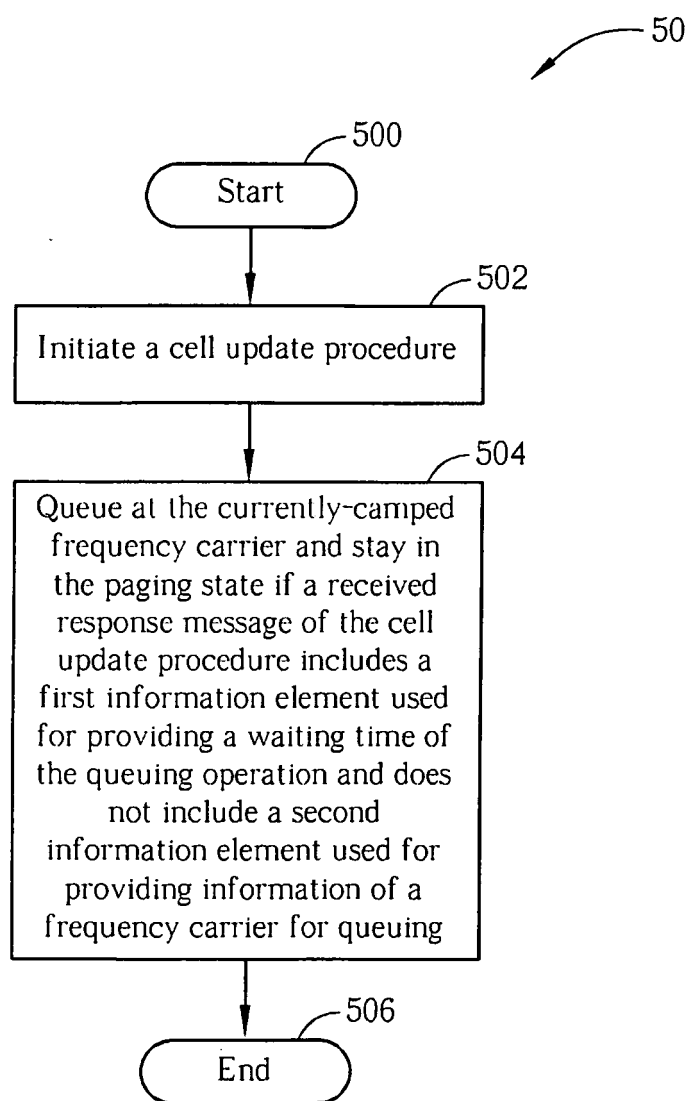 50
500
Start
502
Initiate a cell update procedure
504
Queue at the currently-camped
frequency carrier and stay in
the paging state if a received
response message of the cell
update procedure includes a
first information element used
for providing a waiting time of
the queuing operation and does
not include a second
information element used for
providing information of a
frequency carrier for queuing
506
End